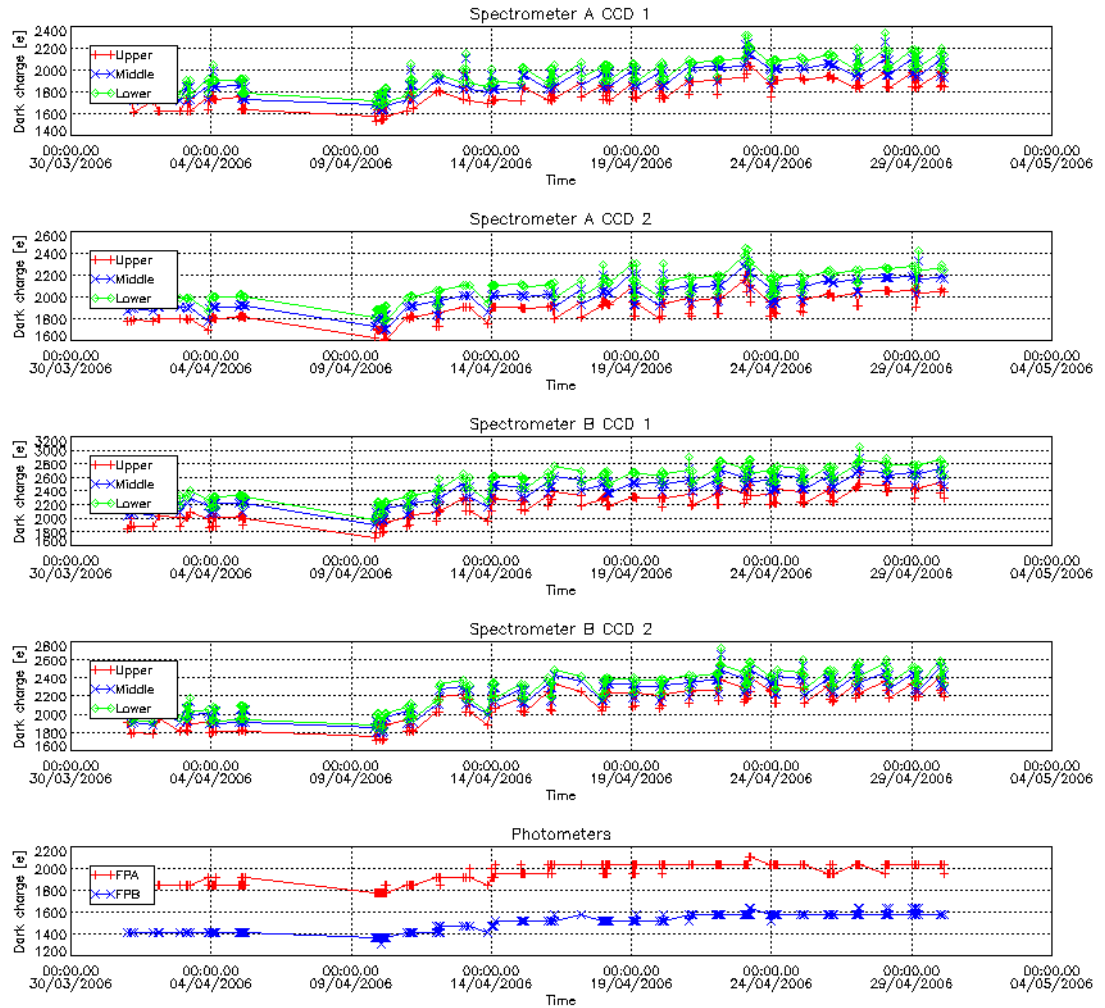 Spectrometer A CCD 1
Dark charge [e]
2400
2200
2000
1800
1600
1400
Upper
Middle
Lower
00:00.00 00:00.00 00:00.00 00:00.00 00:00.00 00:00.00 00:00.00 00:00.00
30/03/2006 04/04/2006 09/04/2006 14/04/2006 19/04/2006 24/04/2006 29/04/2006 04/05/2006
Time
Spectrometer A CCD 2
Dark charge [e]
2600
2400
2200
2000
1800
1600
Upper
Middle
Lower
00:00.00 00:00.00 00:00.00 00:00.00 00:00.00 00:00.00 00:00.00 00:00.00
30/03/2006 04/04/2006 09/04/2006 14/04/2006 19/04/2006 24/04/2006 29/04/2006 04/05/2006
Time
Spectrometer B CCD 1
Dark charge [e]
3200
3000
2800
2600
2400
2200
2000
1800
1600
Upper
Middle
Lower
00:00.00 00:00.00 00:00.00 00:00.00 00:00.00 00:00.00 00:00.00 00:00.00
30/03/2006 04/04/2006 09/04/2006 14/04/2006 19/04/2006 24/04/2006 29/04/2006 04/05/2006
Time
Spectrometer B CCD 2
Dark charge [e]
2800
2600
2400
2200
2000
1800
1600
Upper
Middle
Lower
00:00.00 00:00.00 00:00.00 00:00.00 00:00.00 00:00.00 00:00.00 00:00.00
30/03/2006 04/04/2006 09/04/2006 14/04/2006 19/04/2006 24/04/2006 29/04/2006 04/05/2006
Time
Photometers
Dark charge [e]
2200
2000
1800
1600
1400
1200
FPA
FPB
00:00.00 00:00.00 00:00.00 00:00.00 00:00.00 00:00.00 00:00.00 00:00.00
30/03/2006 04/04/2006 09/04/2006 14/04/2006 19/04/2006 24/04/2006 29/04/2006 04/05/2006
Time